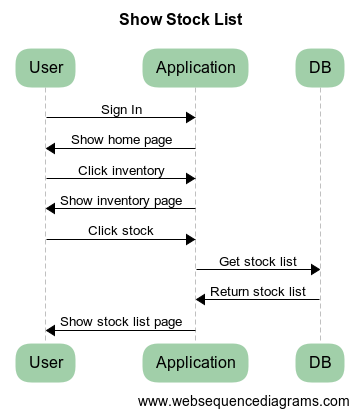 Show Stock List
User Application DB
Sign In
Show home page
Click inventory
Show inventory page
Click stock
Get stock list
Return stock list
Show stock list page
User Application DB
www.websequencediagrams.com